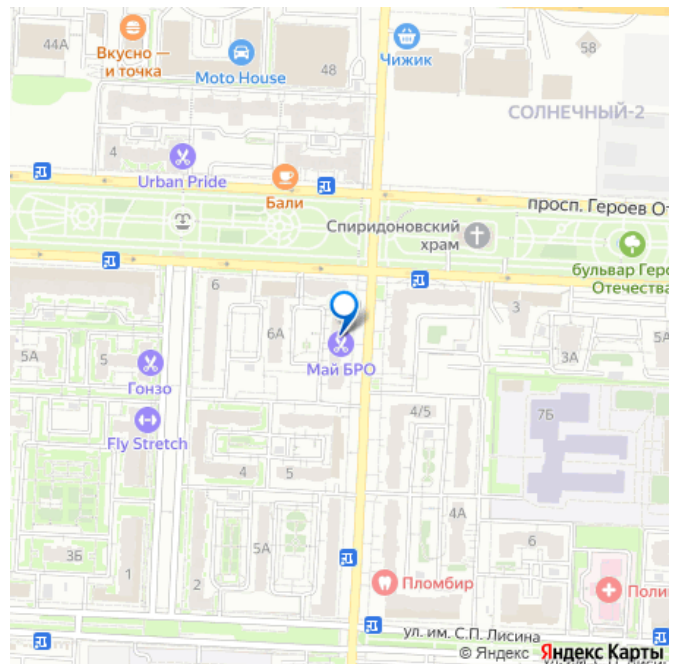 44А
Вкусно —
и точка
Moto House
48
Чижик
58
СОЛНЕЧНЫЙ-2
4
Urban Pride
Бали
просп. Героев От
Спиридоновский
храм
бульвар Геро
Отечества
6
6А
3
5А
5
Гонзо
Май БРО
3А
5А
Fly Stretch
4/5
7Б
4
5
4А
3Б
5А
6
1
2
Пломбир
Поли
ул. им. С.П. Лисина
© Яндекс Яндекс Карты